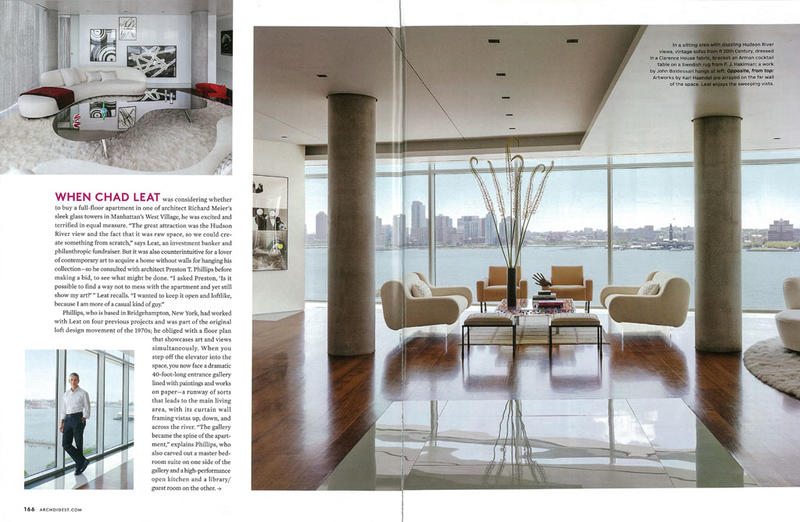 In a sitting area with dazzling Hudson River
views, vintage sofas from R 20th Century, dressed
in a Clarence House fabric, bracket an Arman cocktail
table on a Swedish rug from F. J. Hakimian; a work
by John Baldessari hangs at left. Opposite, from top:
Artworks by Karl Haendel are arrayed on the far wall
of the space. Leat enjoys the sweeping vista.
WHEN CHAD LEAT was considering whether
to buy a full-floor apartment in one of architect Richard Meier's
sleek glass towers in Manhattan's West Village, he was excited and
terrified in equal measure. "The great attraction was the Hudson
River view and the fact that it was raw space, so we could cre-
ate something from scratch," says Leat, an investment banker and
philanthropic fundraiser. But it was also counterintuitive for a lover
of contemporary art to acquire a home without walls for hanging his
collection—so he consulted with architect Preston T. Phillips before
making a bid, to see what might be done. "I asked Preston, 'Is it
possible to find a way not to mess with the apartment and yet still
show my art?' " Leat recalls. "I wanted to keep it open and loftlike,
because I am more of a casual kind of guy."
Phillips, who is based in Bridgehampton, New York, had worked
with Leat on four previous projects and was part of the original
loft design movement of the 1970s; he obliged with a floor plan
that showcases art and views
simultaneously. When you
step off the elevator into the
space, you now face a dramatic
40-foot-long entrance gallery
lined with paintings and works
on paper—a runway of sorts
that leads to the main living
area, with its curtain wall
framing vistas up, down, and
across the river. "The gallery
became the spine of the apart-
ment," explains Phillips, who
also carved out a master bed-
room suite on one side of the
gallery and a high-performance
open kitchen and a library/
guest room on the other. →
166 ARCHDIGEST.COM